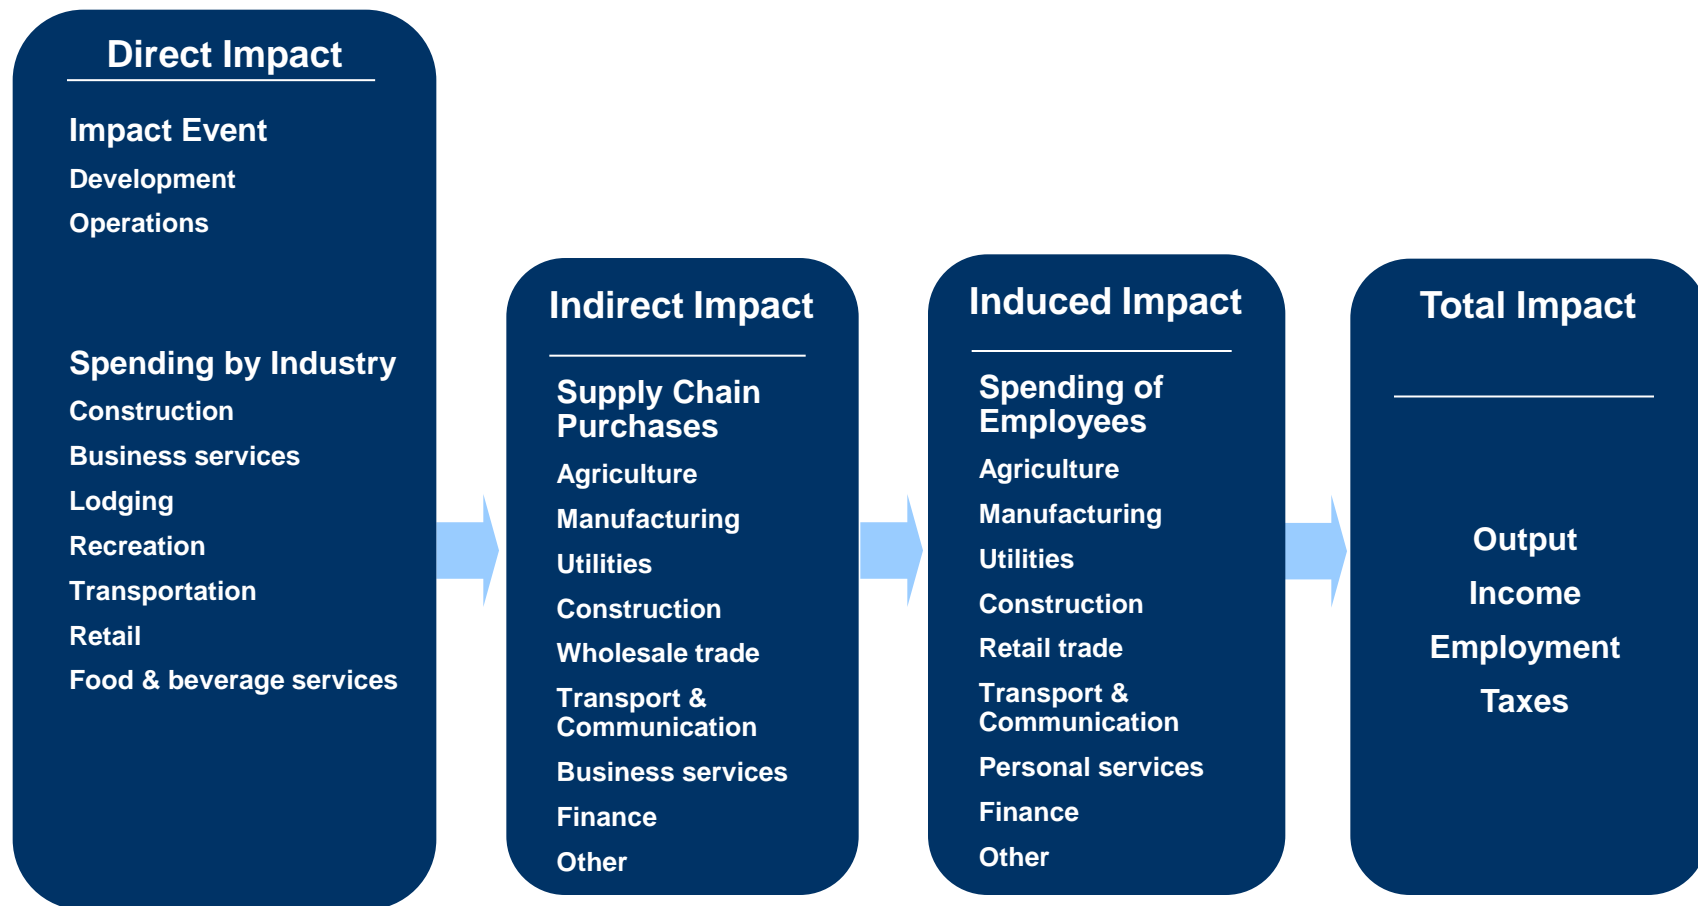 Direct Impact
Impact Event
Development
Operations
Spending by Industry
Construction
Business services
Lodging
Recreation
Transportation
Retail
Food & beverage services
Indirect Impact
Supply Chain
Purchases
Agriculture
Manufacturing
Utilities
Construction
Wholesale trade
Transport &
Communication
Business services
Finance
Other
Induced Impact
Spending of
Employees
Agriculture
Manufacturing
Utilities
Construction
Retail trade
Transport &
Communication
Personal services
Finance
Other
Total Impact
Output
Income
Employment
Taxes